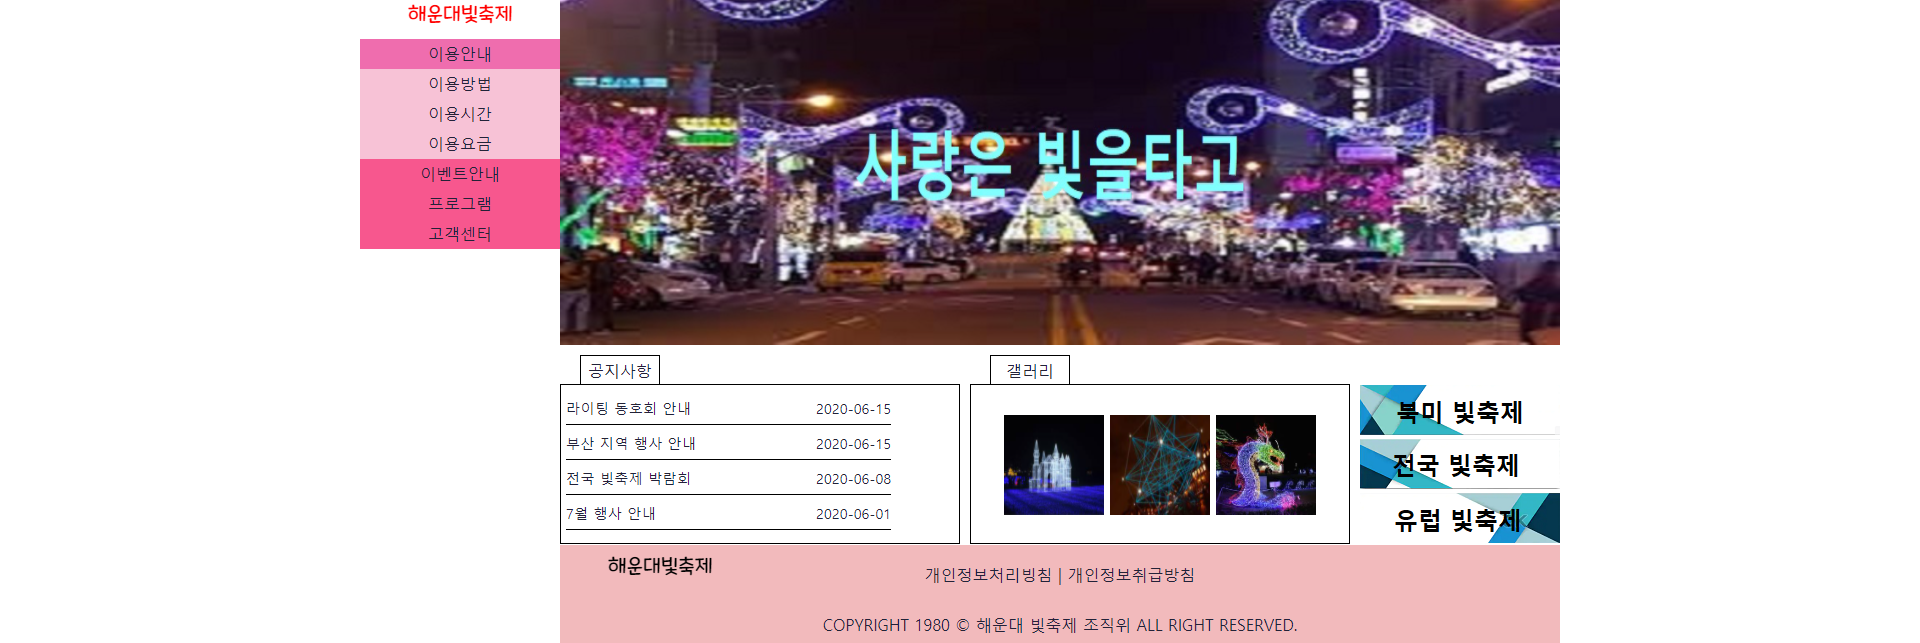 해운대빛축제
이용안내
이용방법
이용시간
이용요금
이벤트안내
프로그램
고객센터
사랑은 빛을타고
공지사항
라이팅 동호회 안내 2020-06-15
부산 지역 행사 안내 2020-06-15
전국 빛축제 박람회 2020-06-08
7월 행사 안내 2020-06-01
갤러리
북미 빛축제
전국 빛축제
유럽 빛축제
해운대빛축제
개인정보처리빙침 | 개인정보취급방침
COPYRIGHT 1980 © 해운대 빛축제 조직위 ALL RIGHT RESERVED.